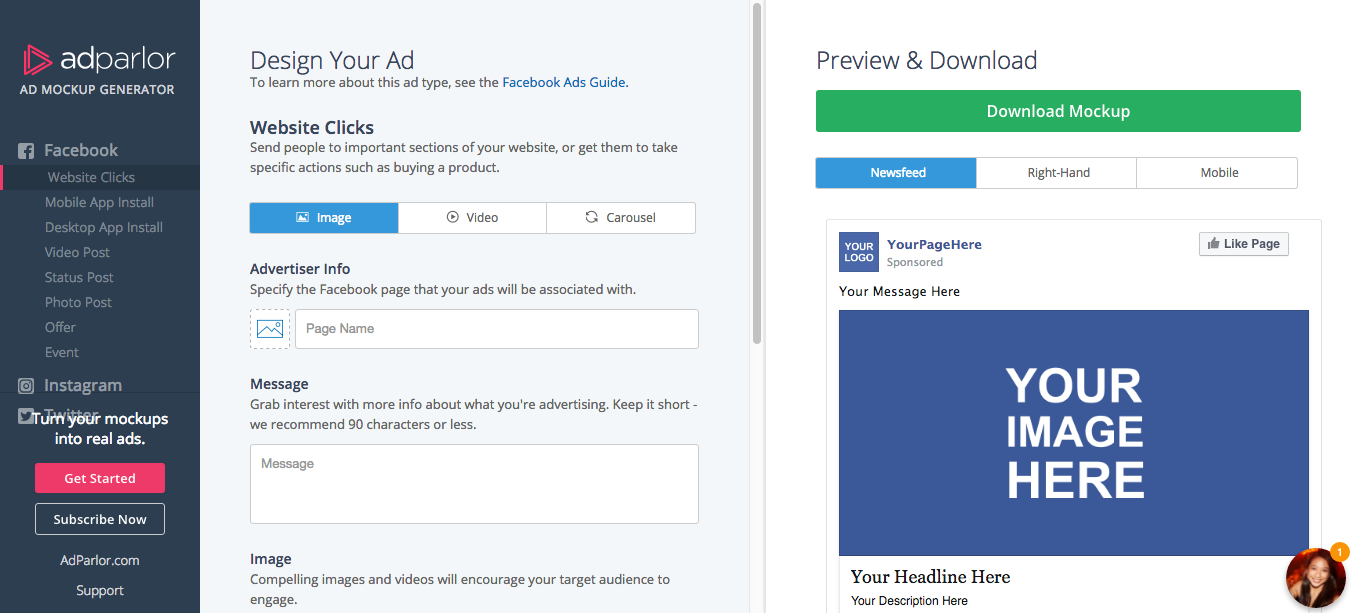 adparlor
AD MOCKUP GENERATOR
Facebook
Website Clicks
Mobile App Install
Desktop App Install
Video Post
Status Post
Photo Post
Offer
Event
Instagram
Twitter
Turn your mockups
into real ads.
Get Started
Subscribe Now
AdParlor.com
Support
Design Your Ad
To learn more about this ad type, see the Facebook Ads Guide.
Website Clicks
Send people to important sections of your website, or get them to take
specific actions such as buying a product.
Image
Video
Carousel
Advertiser Info
Specify the Facebook page that your ads will be associated with.
Page Name
Message
Grab interest with more info about what you're advertising. Keep it short -
we recommend 90 characters or less.
Message
Image
Compelling images and videos will encourage your target audience to
engage.
Preview & Download
Download Mockup
Newsfeed
Right-Hand
Mobile
YOUR
LOGO
YourPageHere
Sponsored
Like Page
Your Message Here
YOUR
IMAGE
HERE
Your Headline Here
Your Description Here
1